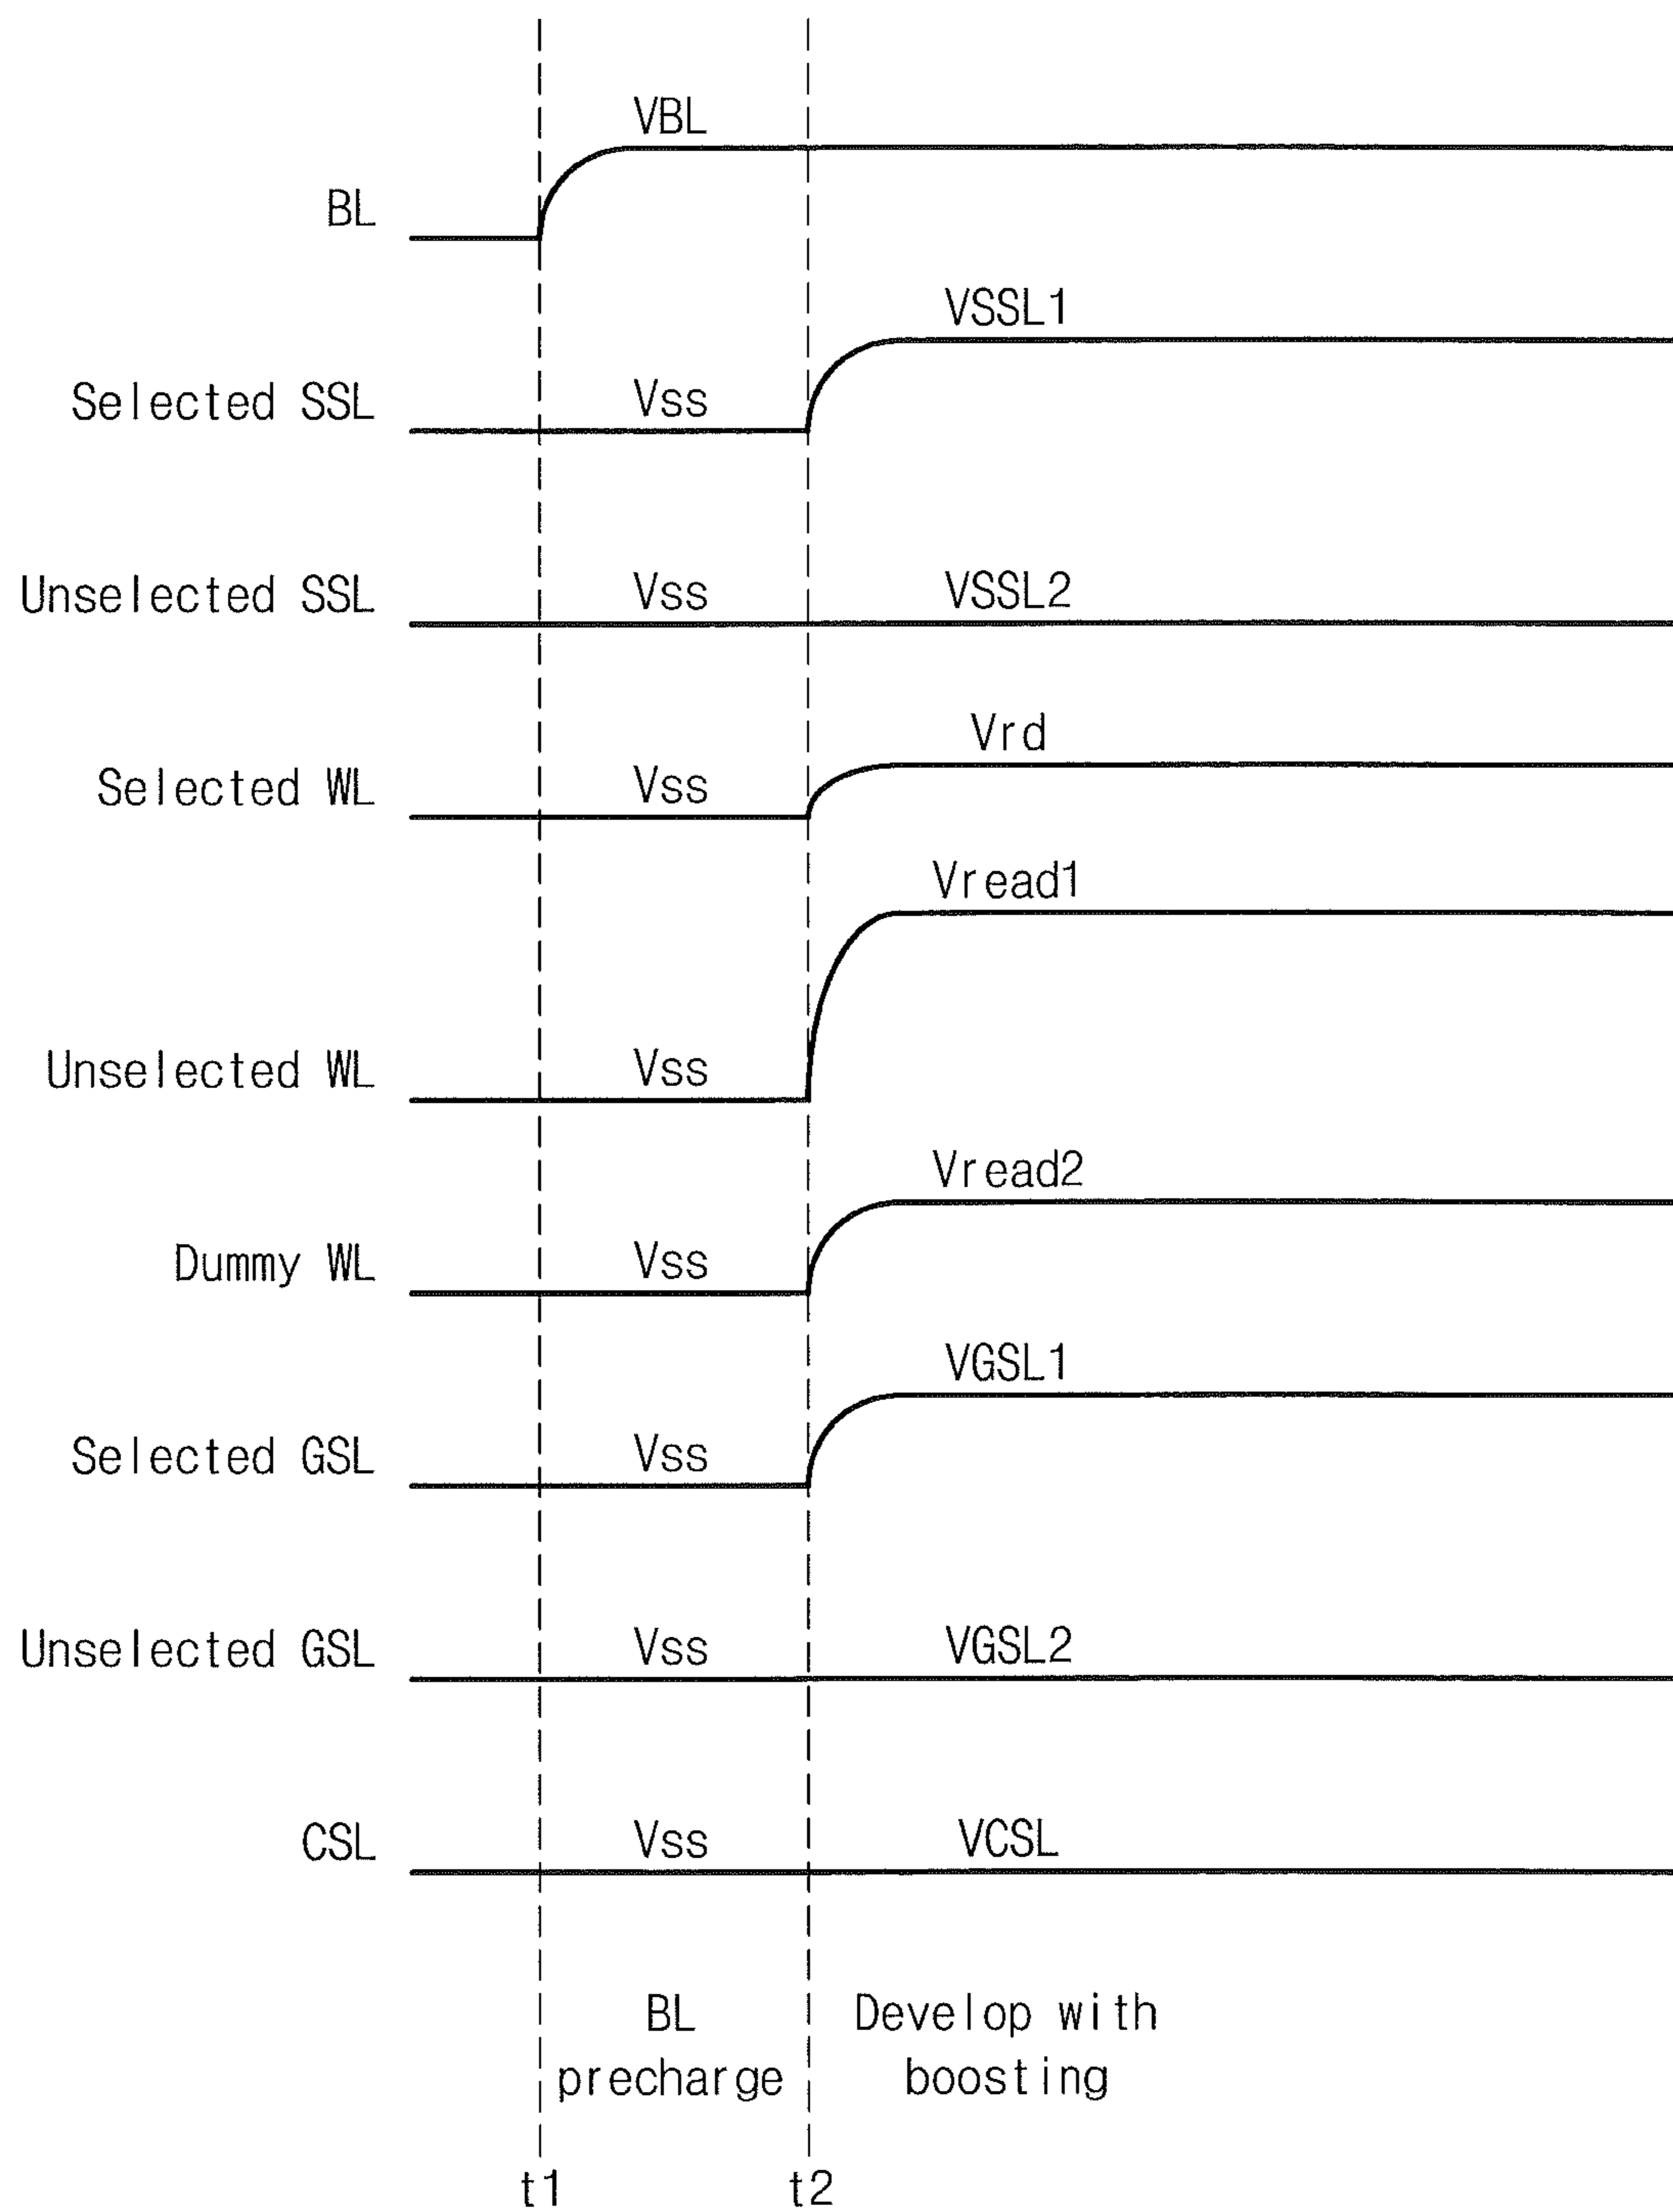 VBL
BL
VSSL1
Selected SSL Vss
Unselected SSL Vss VSSL2
Vrd
Selected WL Vss
Vread1
Unselected WL Vss
Vread2
Dummy WL Vss
VGSL1
Selected GSL Vss
Unselected GSL Vss VGSL2
CSL Vss VCSL
BL
precharge
Develop with
boosting
t1 t2